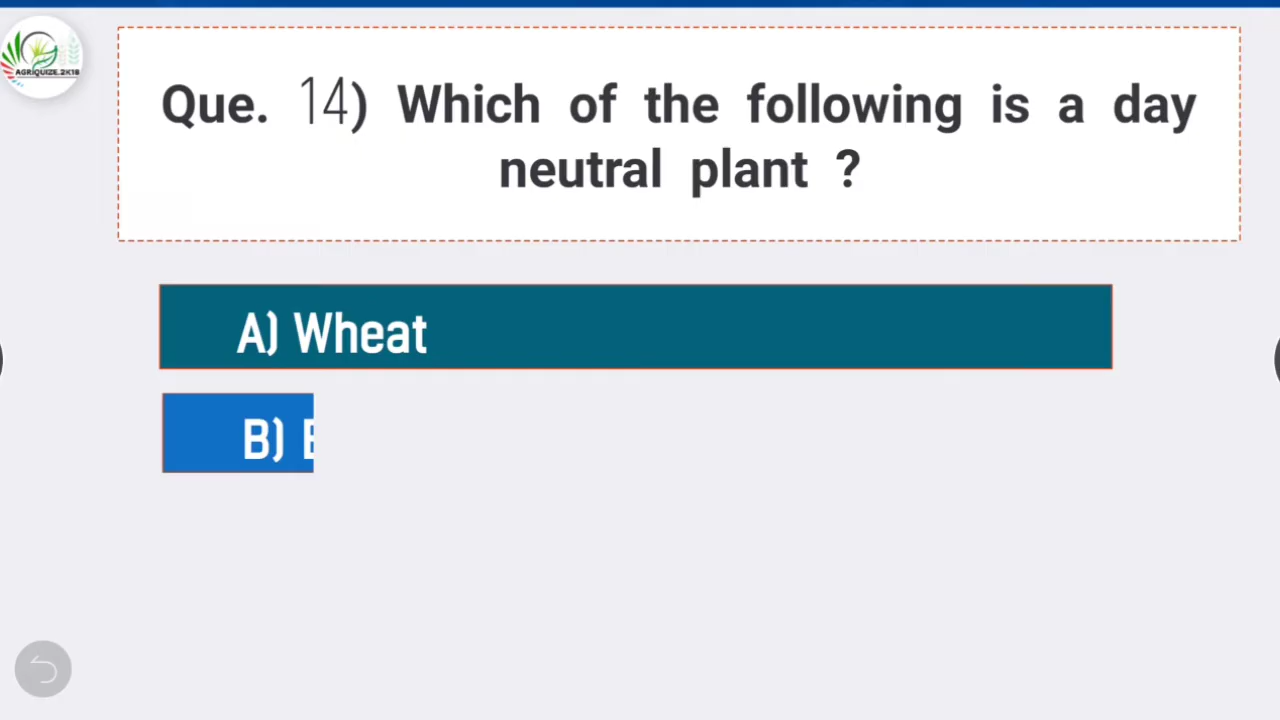 AGRIQUIZE.2K18
Que. 14) Which of the following is a day
neutral plant ?
A) Wheat
B)